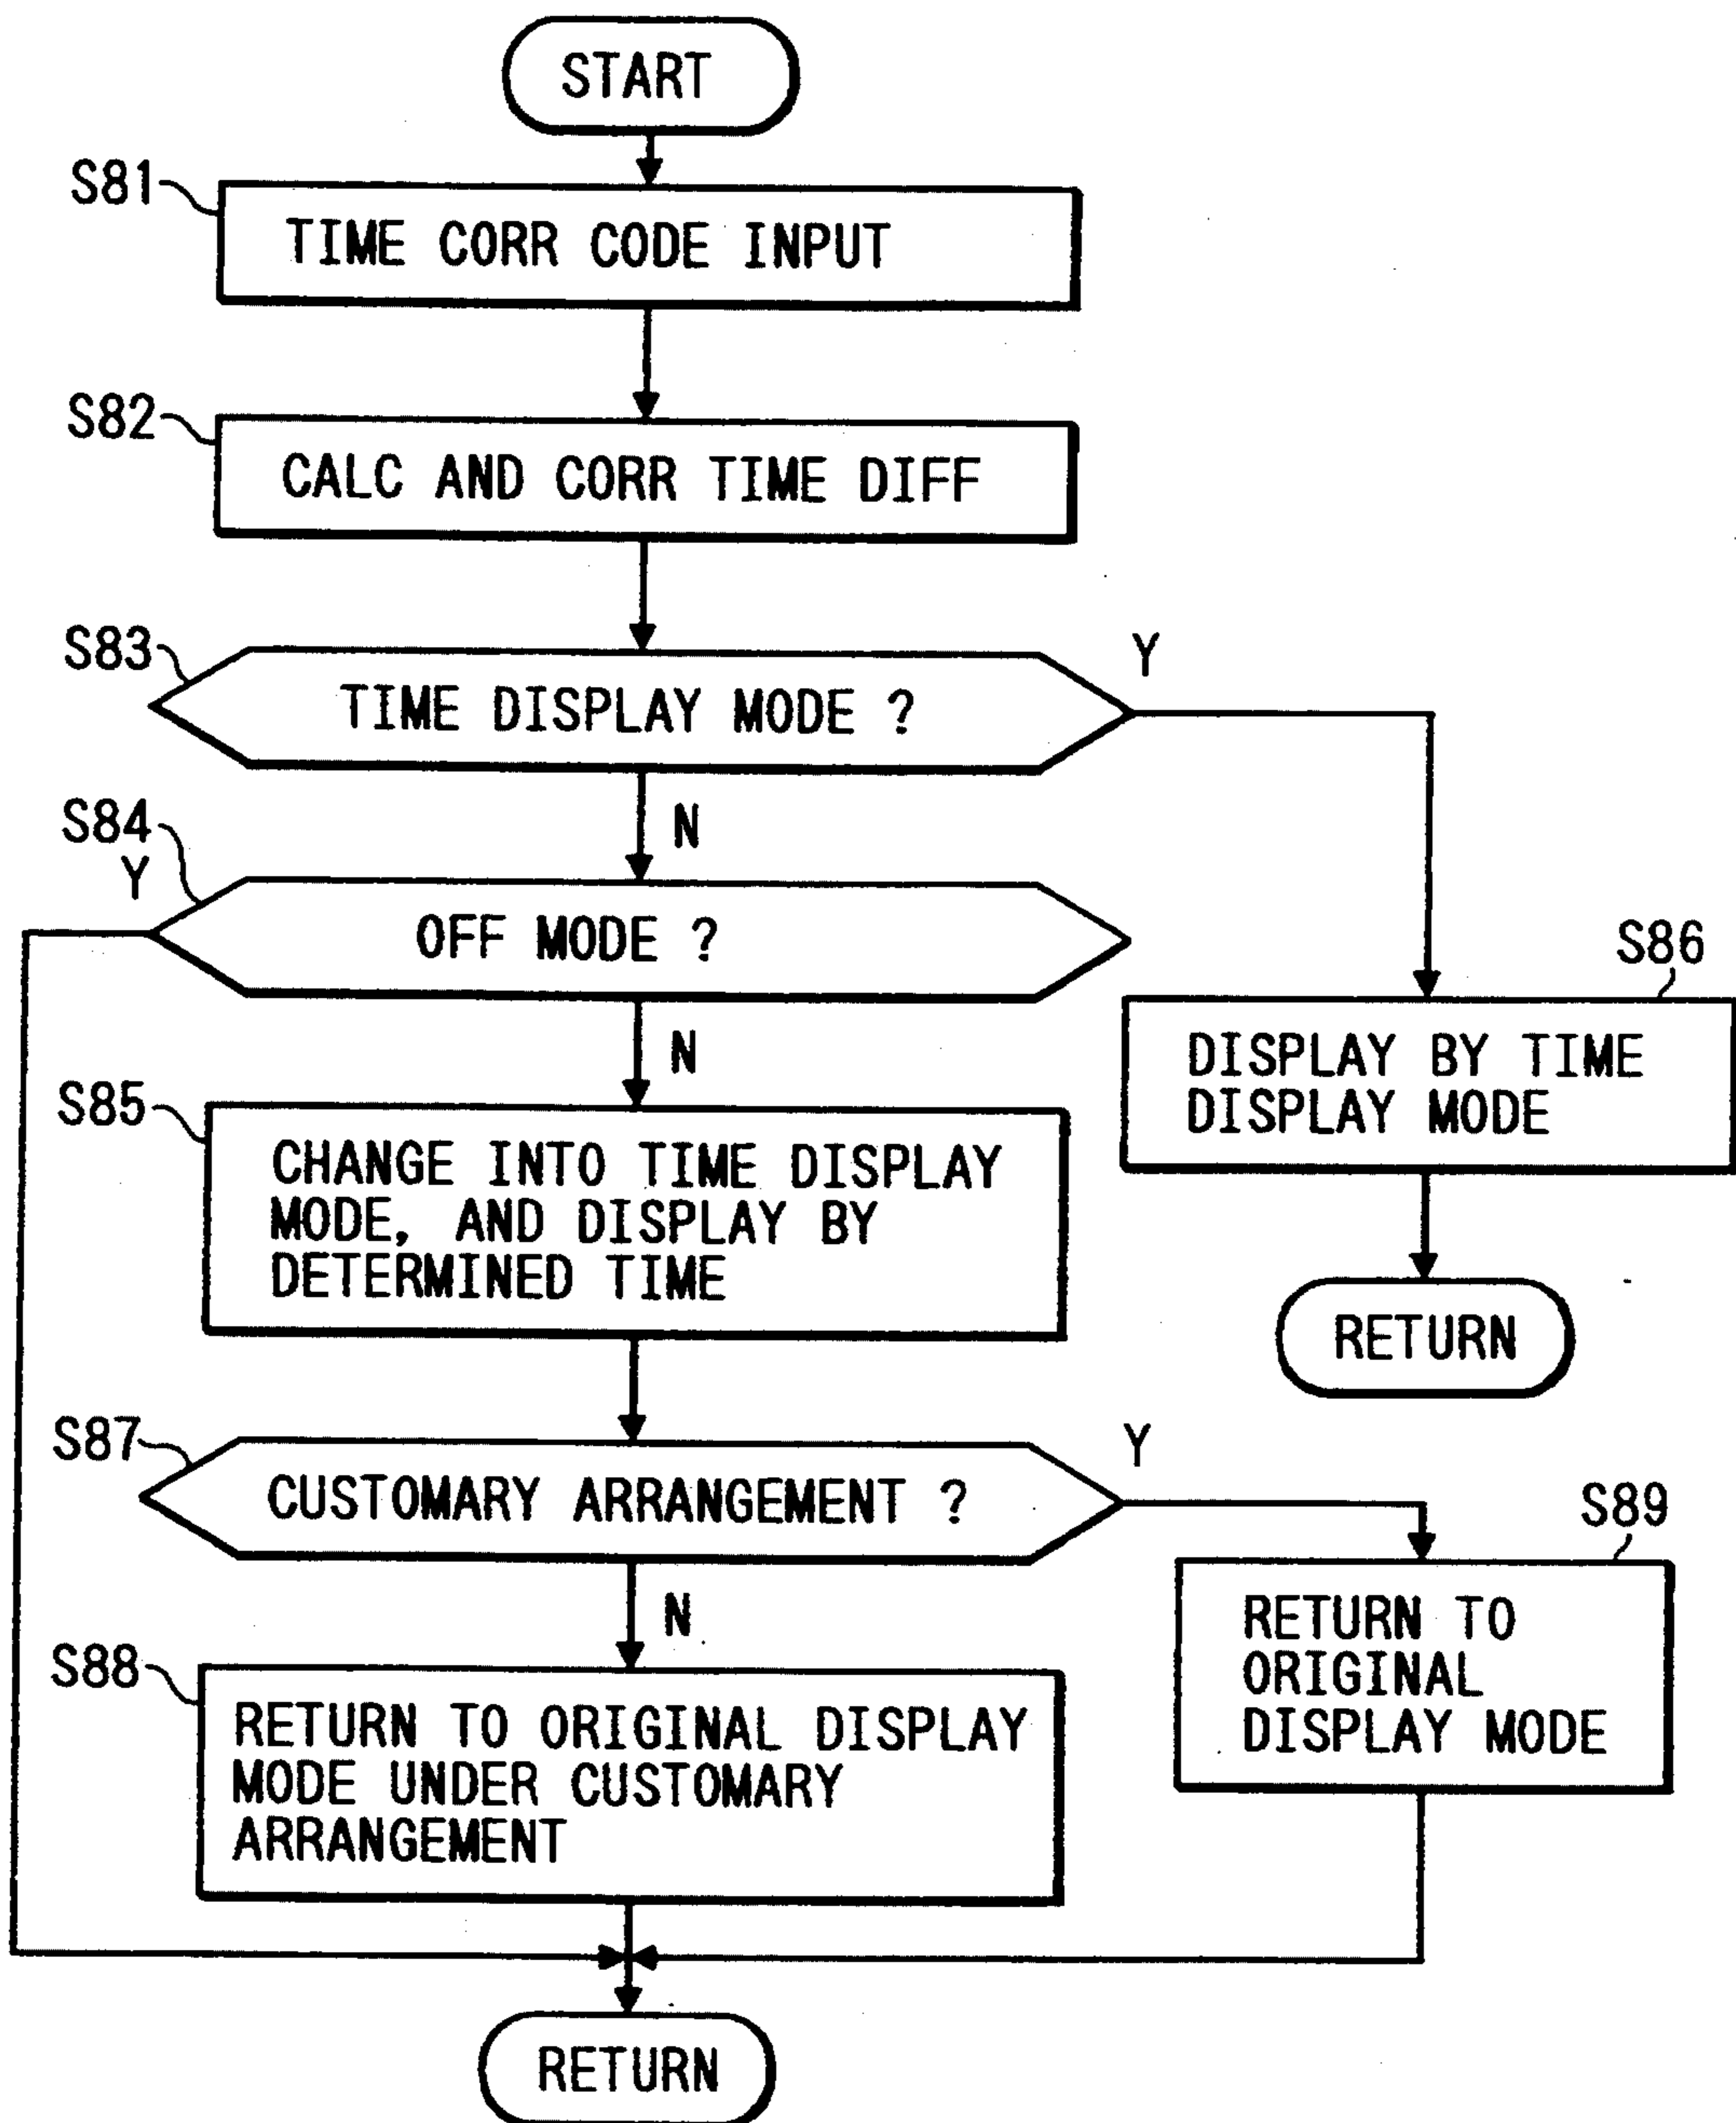 START
S81
TIME CORR CODE INPUT
S82
CALC AND CORR TIME DIFF
S83
TIME DISPLAY MODE ?
Y
N
S84
Y
OFF MODE ?
N
S86
DISPLAY BY TIME
DISPLAY MODE
RETURN
S85
CHANGE INTO TIME DISPLAY
MODE, AND DISPLAY BY
DETERMINED TIME
S87
CUSTOMARY ARRANGEMENT ?
Y
N
S89
RETURN TO
ORIGINAL
DISPLAY MODE
S88
RETURN TO ORIGINAL DISPLAY
MODE UNDER CUSTOMARY
ARRANGEMENT
RETURN